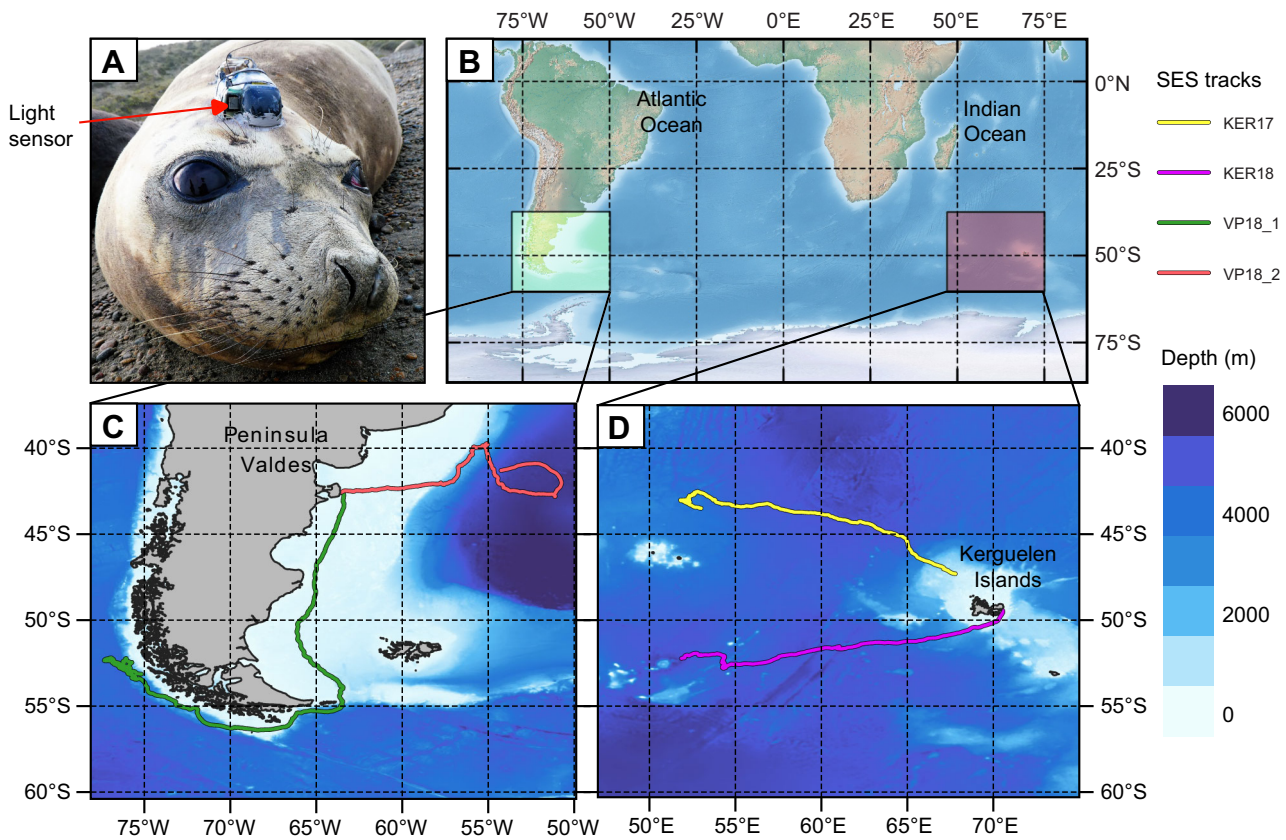 75°W 50°W 25°W 0°E 25°E 50°E 75°E
A
Light
sensor
B
Atlantic
Ocean
Indian
Ocean
0°N
25°S
50°S
75°S
SES tracks
KER17
KER18
VP18_1
VP18_2
Depth (m)
6000
4000
2000
0
C
Peninsula
Valdes
40°S
45°S
50°S
55°S
60°S
75°W 70°W 65°W 60°W 55°W 50°W
D
Kerguelen
Islands
40°S
45°S
50°S
55°S
60°S
50°E 55°E 60°E 65°E 70°E